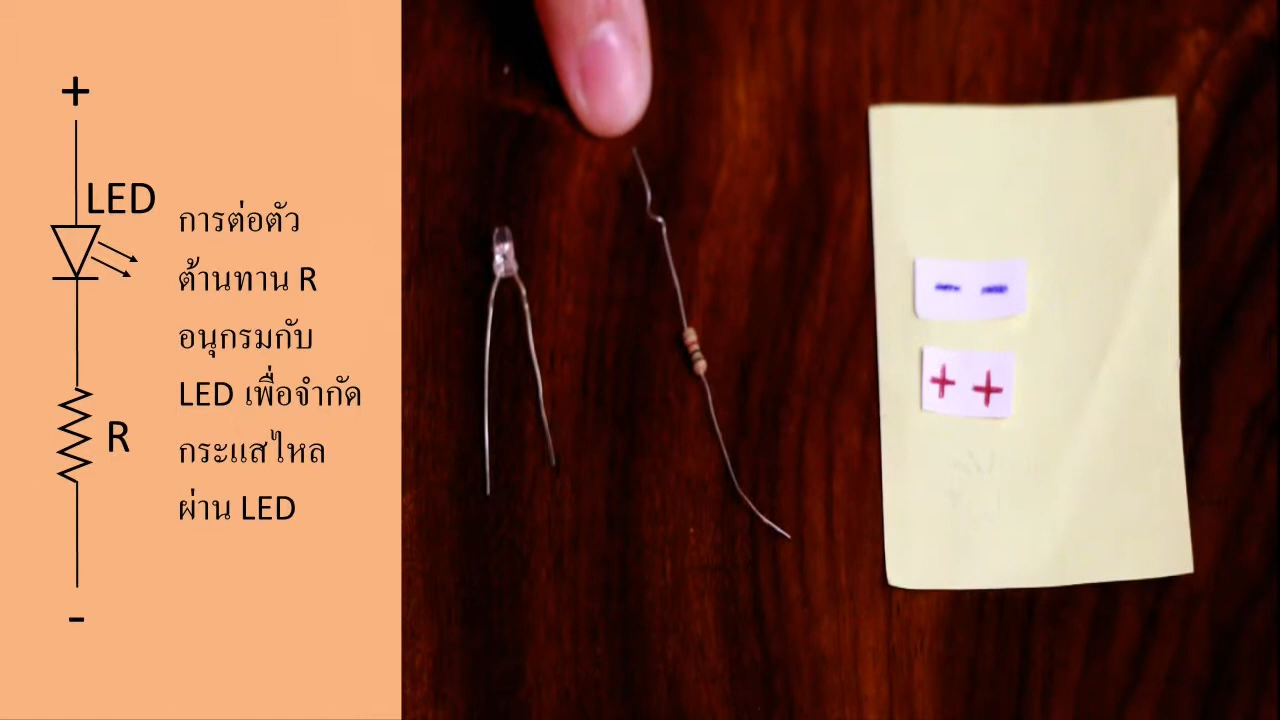 +
LED
การต่อตัว
ต้านทาน R
อนุกรมกับ
LED เพื่อจำกัด
กระแสไหล
ผ่าน LED
R
-
- -
+ +